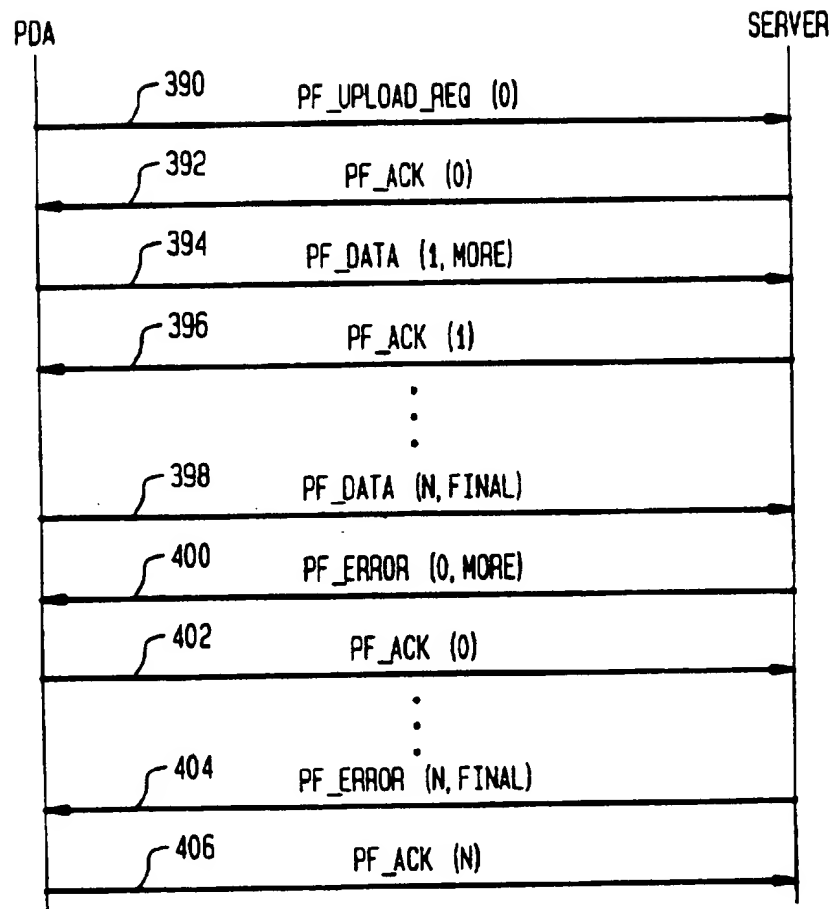 PDA
SERVER
390
PF_UPLOAD_REQ (0)
392
PF_ACK (0)
394
PF_DATA (1, MORE)
396
PF_ACK (1)
398
PF_DATA (N, FINAL)
400
PF_ERROR (0, MORE)
402
PF_ACK (0)
404
PF_ERROR (N, FINAL)
406
PF_ACK (N)